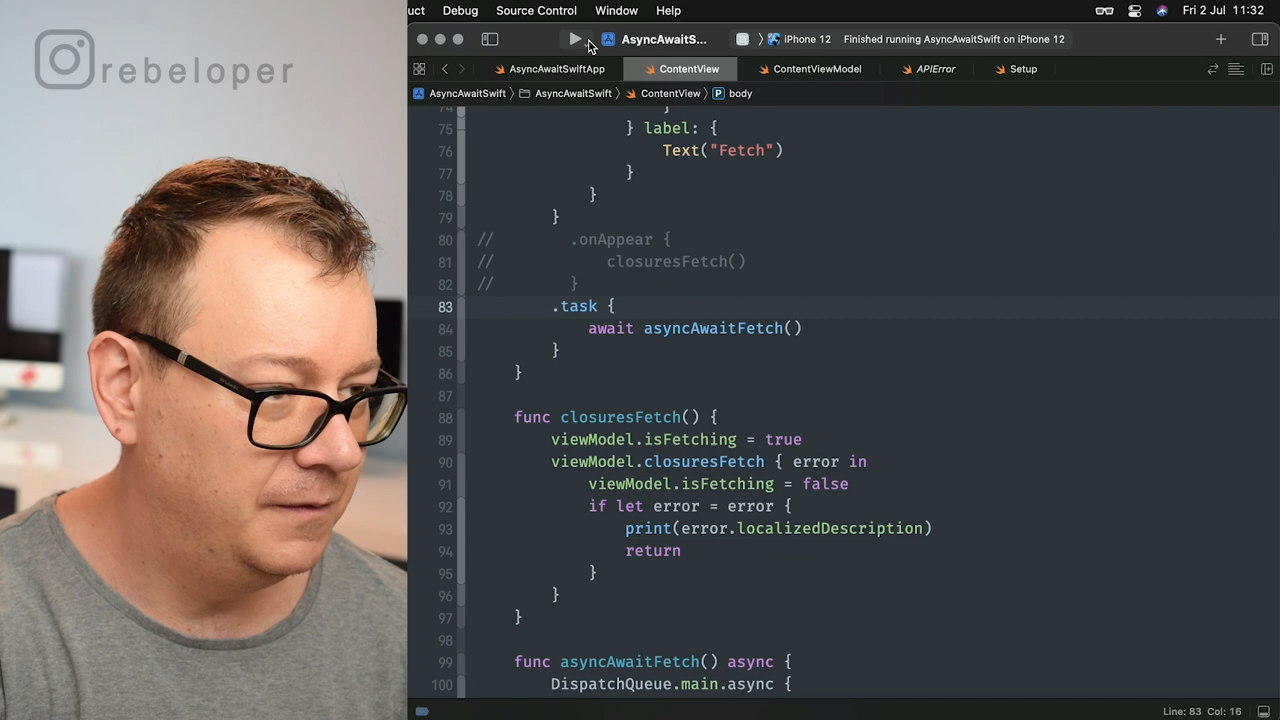 rebeloper
uct Debug Source Control Window Help Fri 2 Jul 11:32
AsyncAwaitS... iPhone 12 Finished running AsyncAwaitSwift on iPhone 12
AsyncAwaitSwiftApp ContentView ContentViewModel APIError Setup
AsyncAwaitSwift AsyncAwaitSwift ContentView P body
74 }
75 } label: {
76 Text("Fetch")
77 }
78 }
79 }
80 // .onAppear {
81 // closuresFetch()
82 // }
83 .task {
84 await asyncAwaitFetch()
85 }
86 }
87
88 func closuresFetch() {
89 viewModel.isFetching = true
90 viewModel.closuresFetch { error in
91 viewModel.isFetching = false
92 if let error = error {
93 print(error.localizedDescription)
94 return
95 }
96 }
97 }
98
99 func asyncAwaitFetch() async {
100 DispatchQueue.main.async {
Line: 83 Col: 16